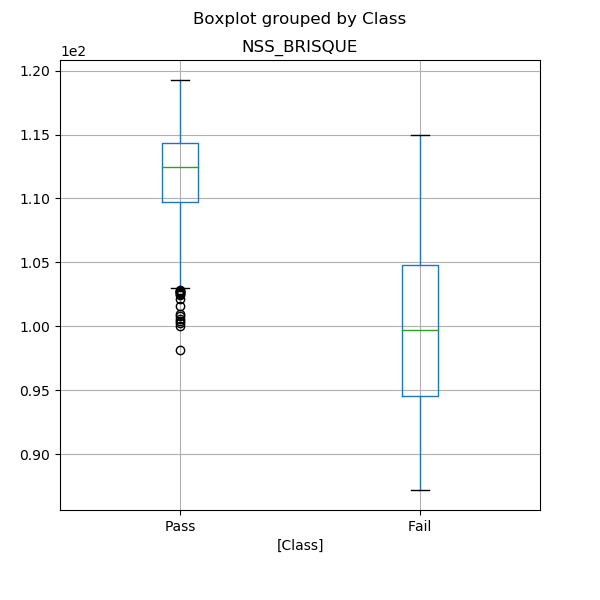 Boxplot grouped by Class
NSS_BRISQUE
1e2
1.20
1.15
1.10
1.05
1.00
0.95
0.90
Pass
Fail
[Class]